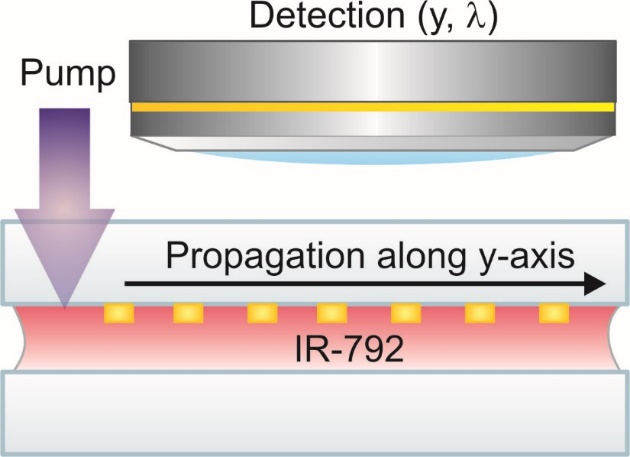 Detection (y, λ)
Pump
Propagation along y-axis
IR-792